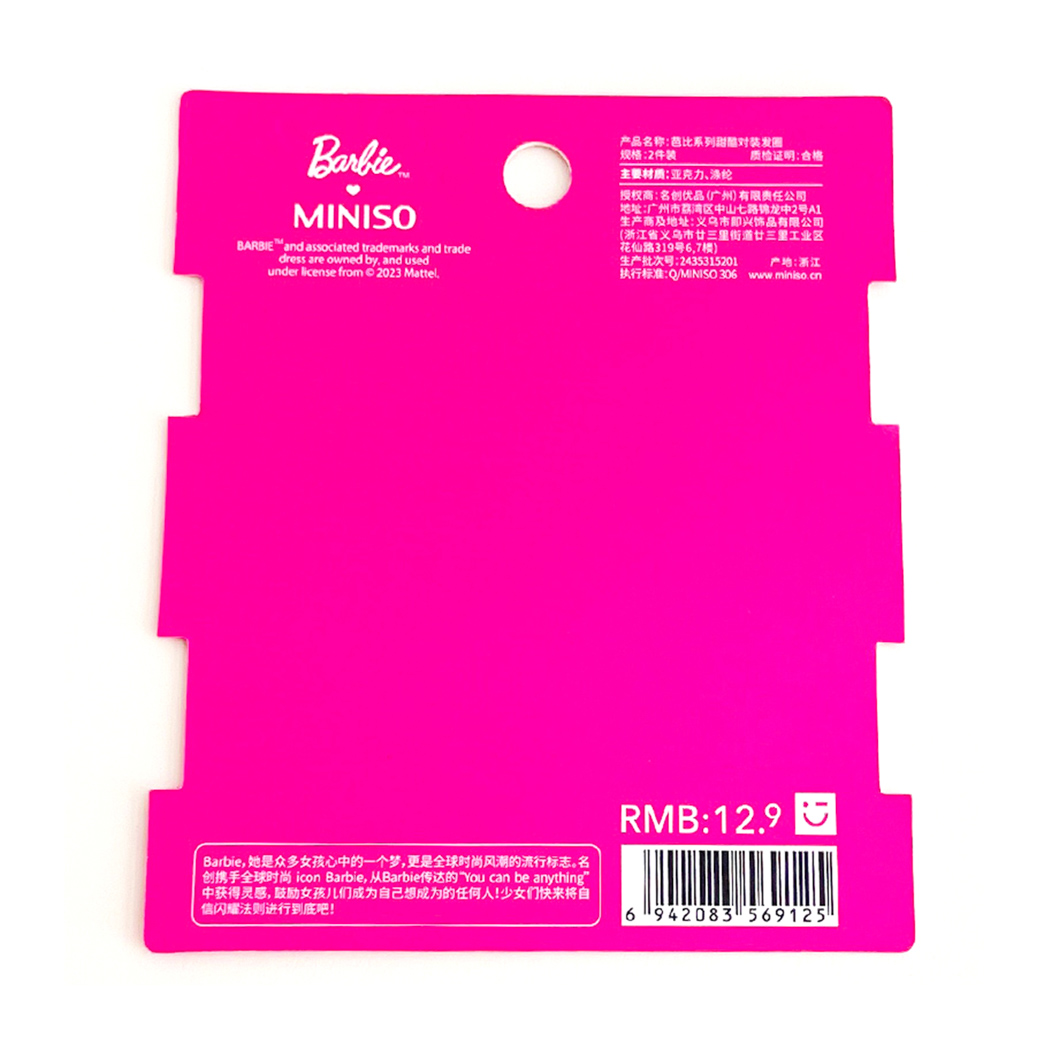 Barbie™
MINISO
BARBIE™ and associated trademarks and trade
dress are owned by, and used
under license from © 2023 Mattel.
产品名称:芭比系列甜酷对装发圈
规格:2件装 质检证明:合格
主要材质:亚克力、涤纶
授权商:名创优品(广州)有限责任公司
地址:广州市荔湾区中山七路锦龙中2号A1
生产商及地址:义乌市即兴饰品有限公司
(浙江省义乌市廿三里街道廿三里工业区
花仙路319号6,7楼)
生产批次号:2435315201 产地:浙江
执行标准:Q/MINISO 306 www.miniso.cn
RMB:12.9
Barbie,她是众多女孩心中的一个梦,更是全球时尚风潮的流行标志。名
创携手全球时尚 icon Barbie,从Barbie传达的“You can be anything”
中获得灵感,鼓励女孩儿们成为自己想成为的任何人!少女们快来将自
信闪耀法则进行到底吧!
6 942083 569125